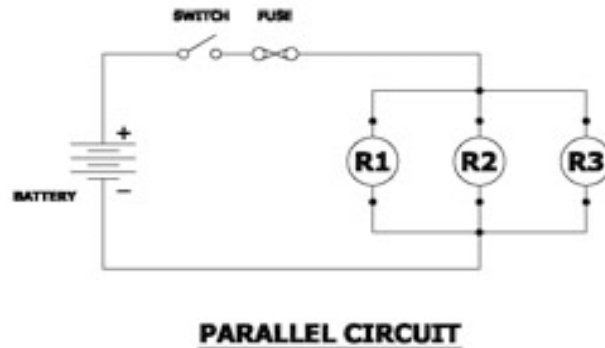 SWITCH FUSE
+
R1 R2 R3
BATTERY −
PARALLEL CIRCUIT